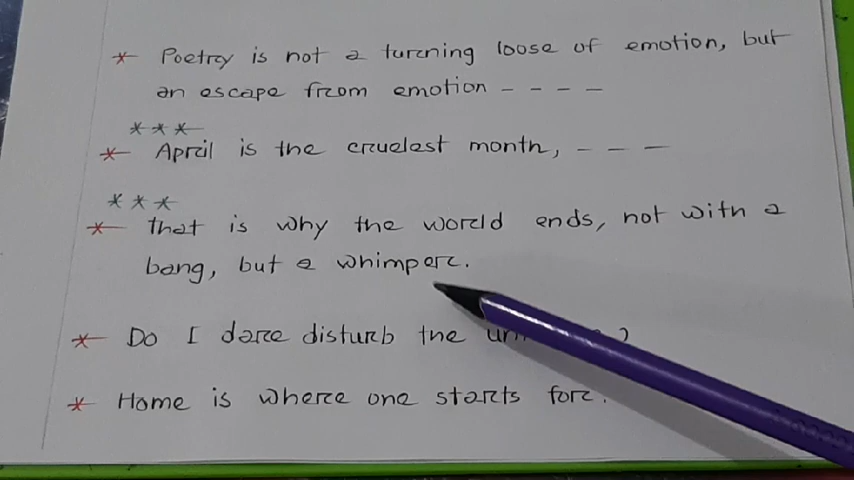 * Poetry is not a turning loose of emotion, but
an escape from emotion - - - -
* * *
* April is the cruelest month, - - -
* * *
* That is why the world ends, not with a
bang, but a whimper.
* Do I dare disturb the ?
* Home is where one starts for.